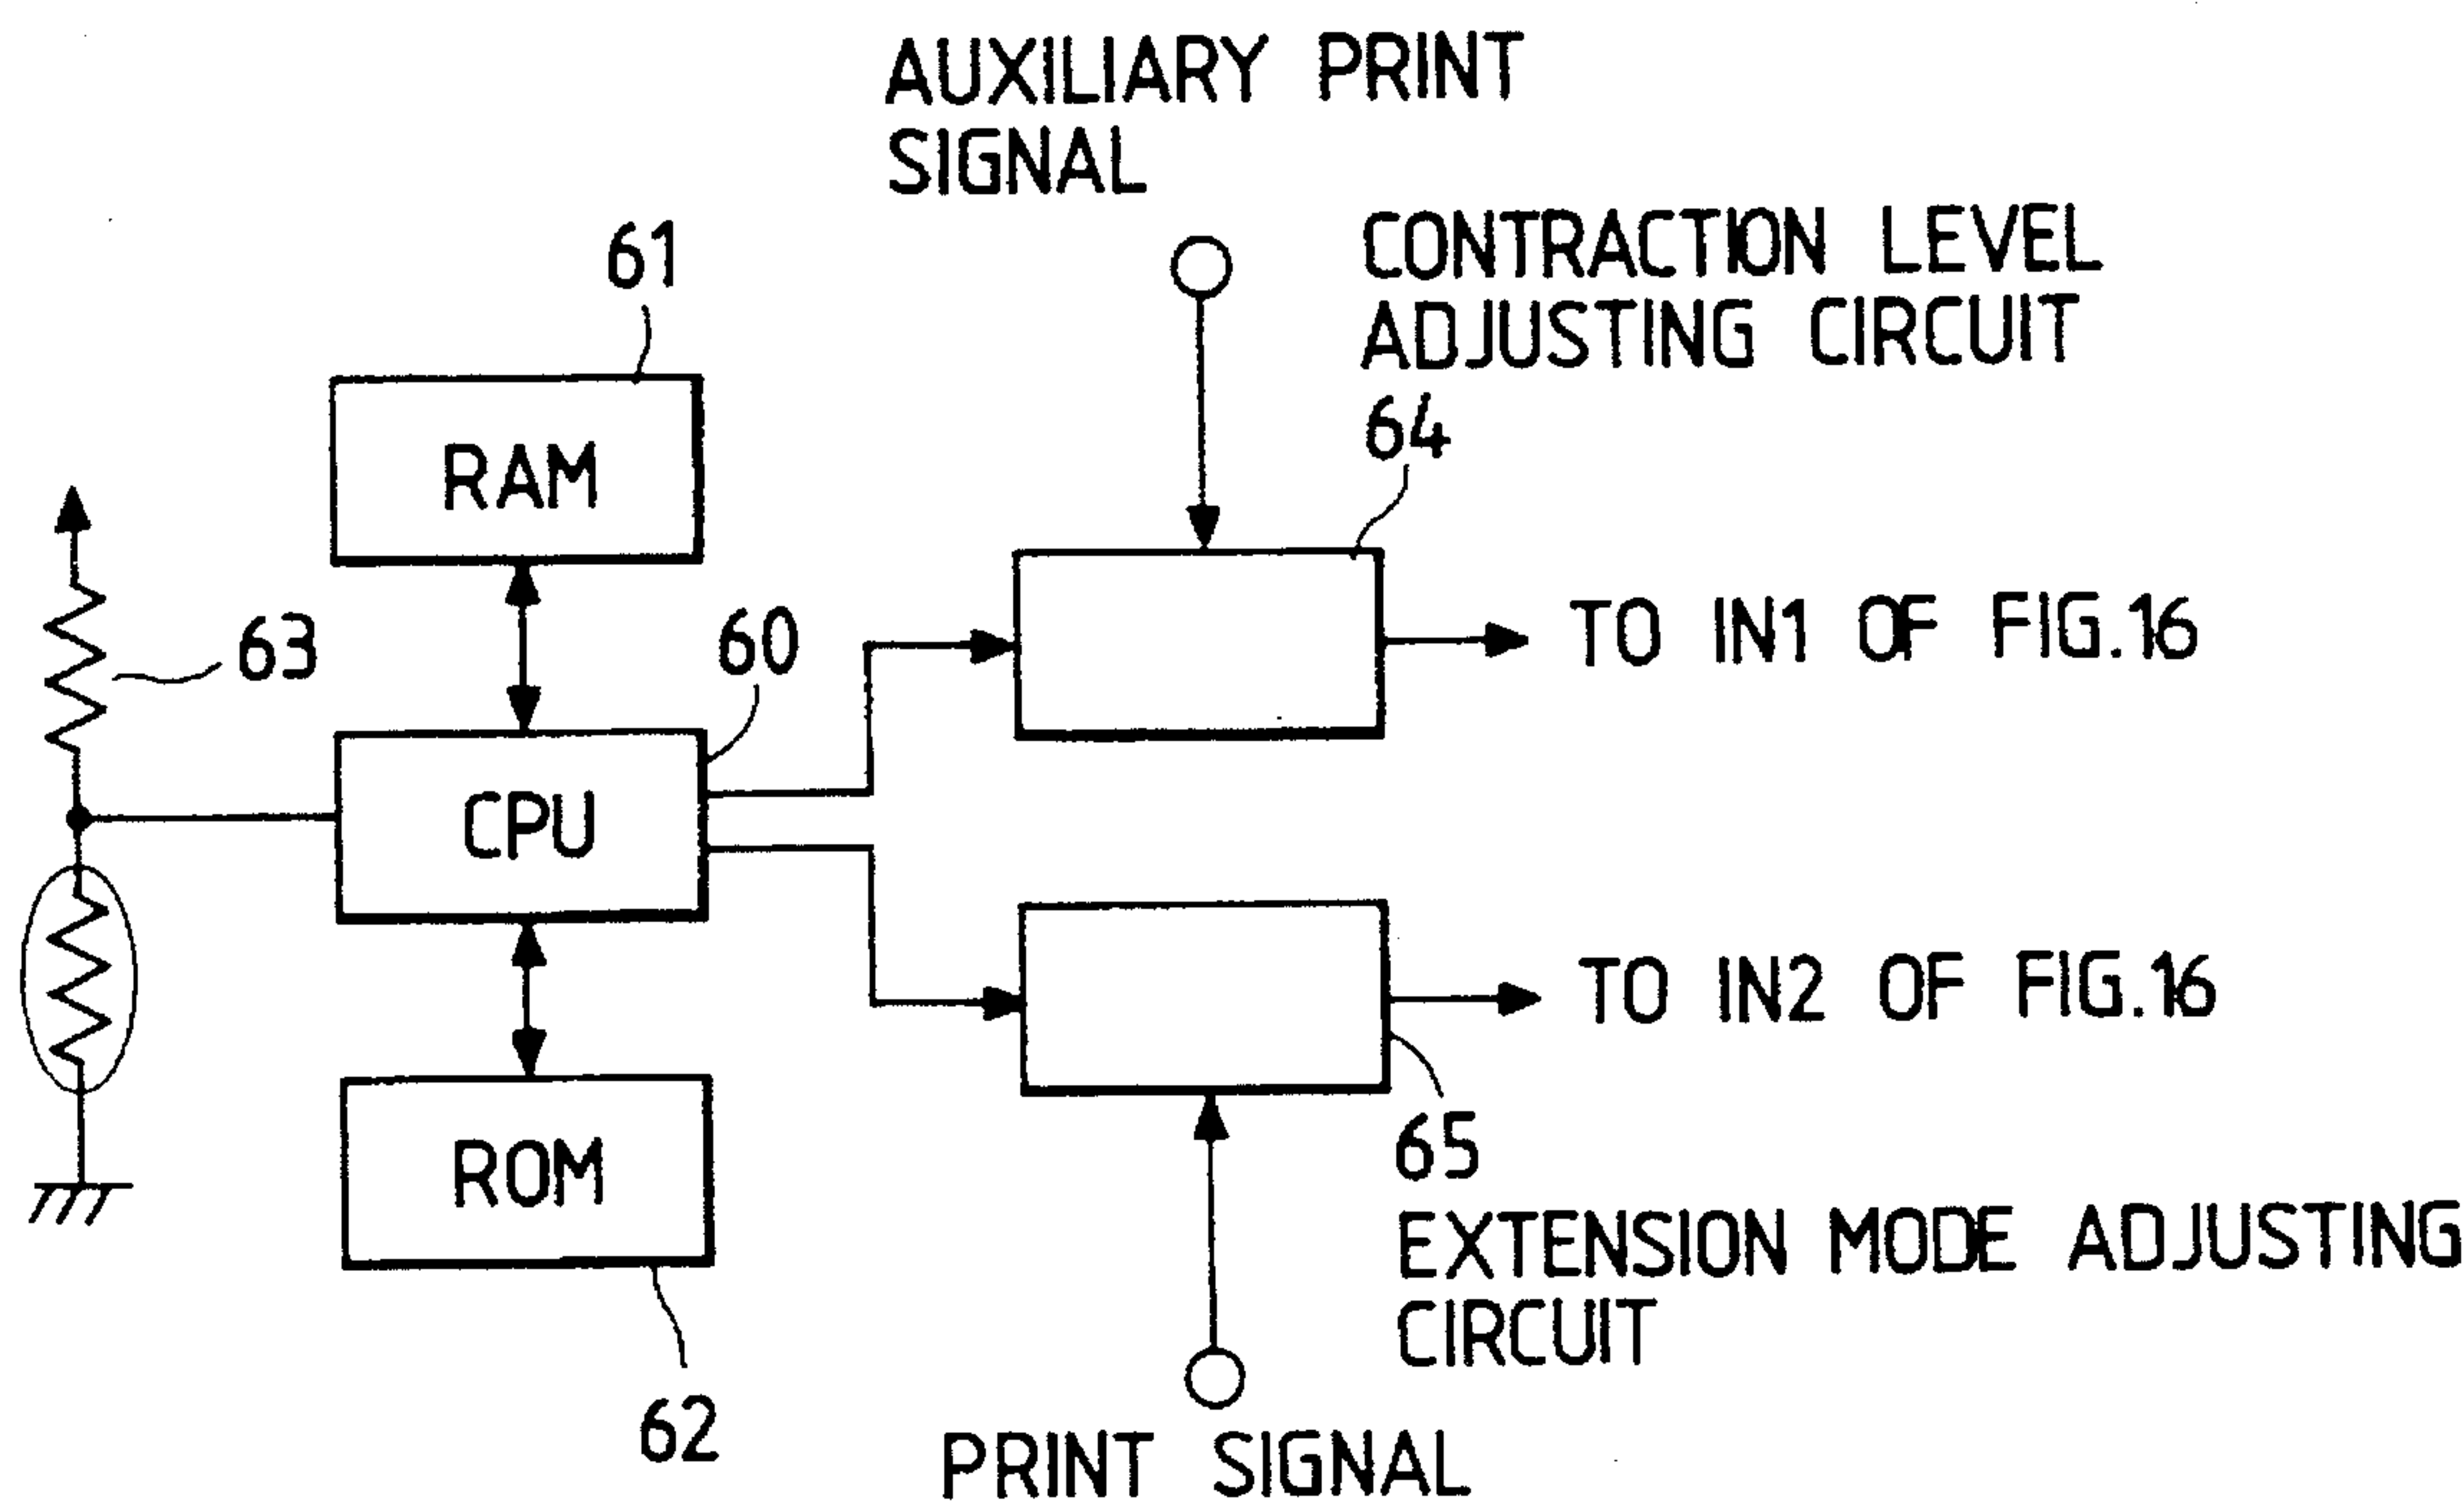 AUXILIARY PRINT
SIGNAL
CONTRACTION LEVEL
ADJUSTING CIRCUIT
61
64
RAM
63
60
TO IN1 OF FIG.16
CPU
TO IN2 OF FIG.16
ROM
65
EXTENSION MODE ADJUSTING
CIRCUIT
62
PRINT SIGNAL